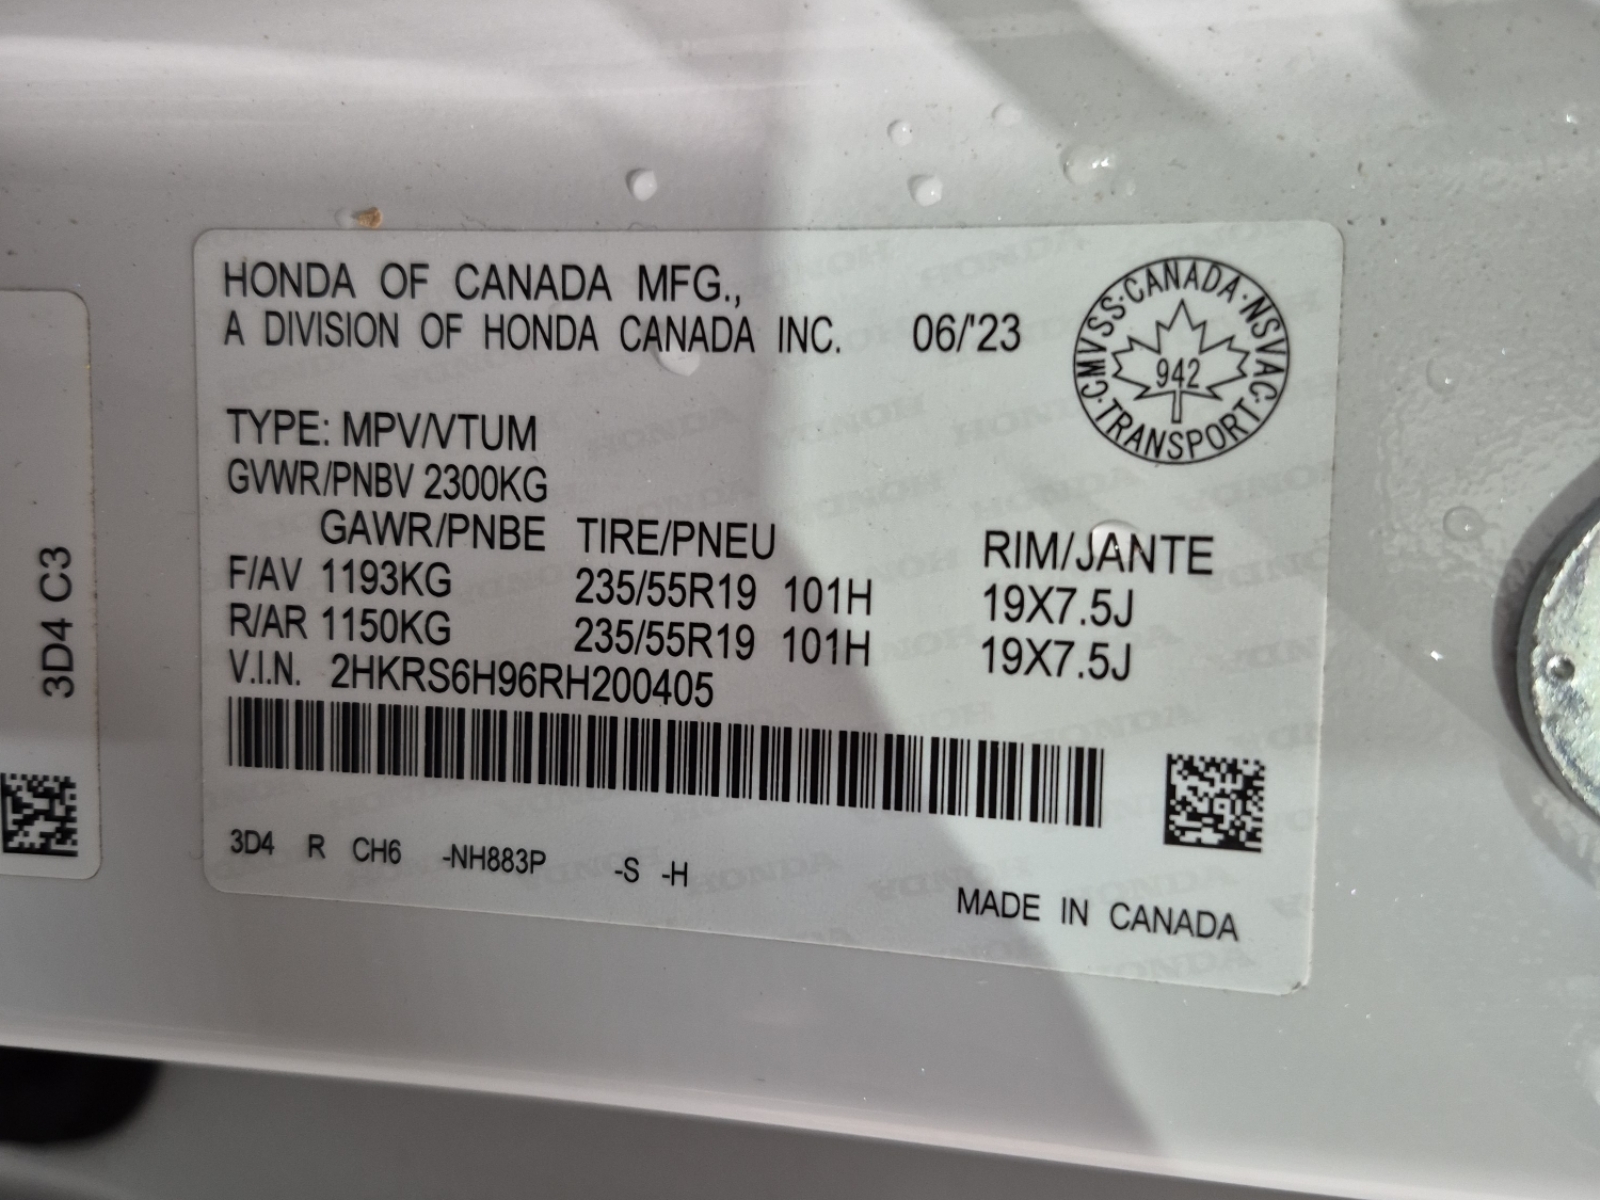 HONDA OF CANADA MFG.,
A DIVISION OF HONDA CANADA INC. 06/'23
CMVSS·CANADA·NSVAC·TRANSPORT·
942
TYPE: MPV/VTUM
GVWR/PNBV 2300KG
GAWR/PNBE TIRE/PNEU RIM/JANTE
F/AV 1193KG 235/55R19 101H 19X7.5J
R/AR 1150KG 235/55R19 101H 19X7.5J
V.I.N. 2HKRS6H96RH200405
3D4 R CH6 -NH883P -S -H
MADE IN CANADA
3D4 C3